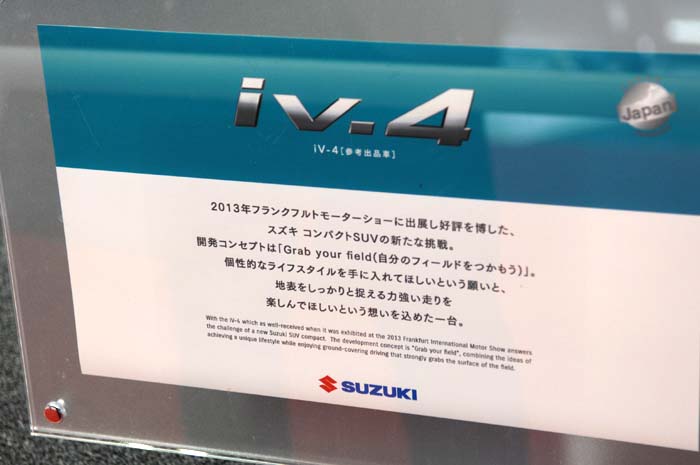 iv-4
Japan
iV-4[参考出品車]
2013年フランクフルトモーターショーに出展し好評を博した、
スズキ コンパクトSUVの新たな挑戦。
開発コンセプトは「Grab your field(自分のフィールドをつかもう)」。
個性的なライフスタイルを手に入れてほしいという願いと、
地表をしっかりと捉える力強い走りを
楽しんでほしいという想いを込めた一台。
With the iV-4 which as well-received when it was exhibited at the 2013 Frankfurt International Motor Show answers
the challenge of a new Suzuki SUV compact. The development concept is "Grab your field", combining the ideas of
achieving a unique lifestyle while enjoying ground-covering driving that strongly grabs the surface of the field.
SUZUKI